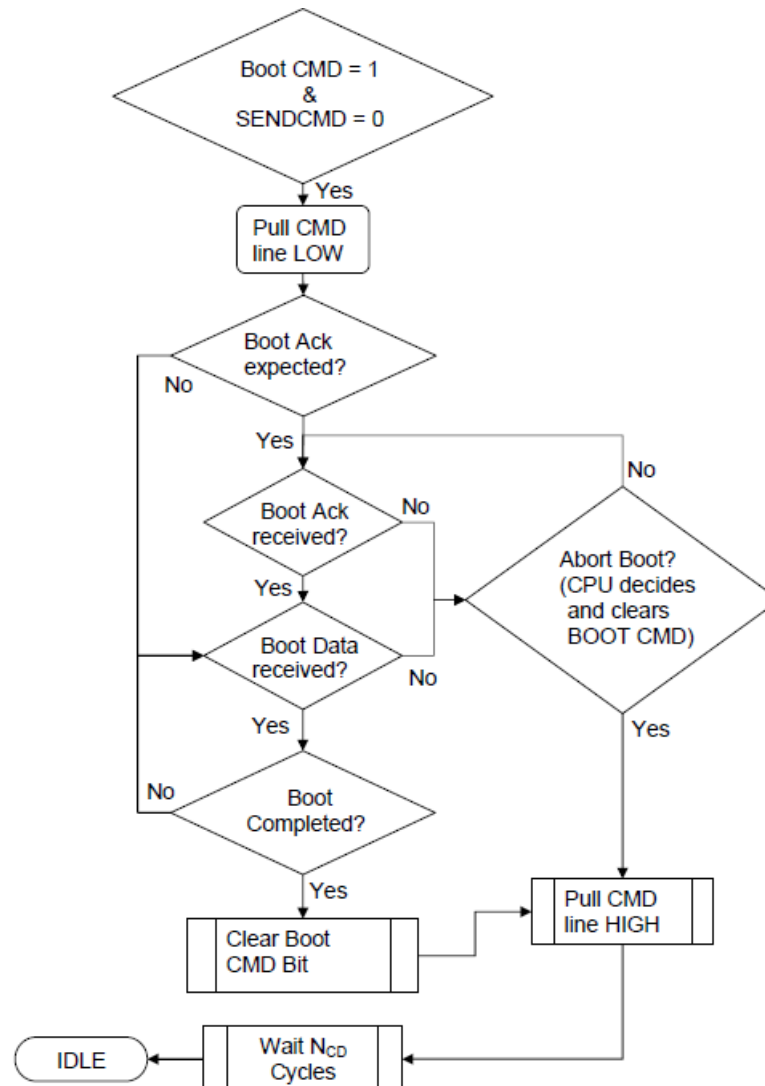 Boot CMD = 1
&
SENDCMD = 0
Yes
Pull CMD
line LOW
Boot Ack
expected?
No
Yes
No
Boot Ack
received?
No
Yes
Abort Boot?
(CPU decides
and clears
BOOT CMD)
Boot Data
received?
No
Yes
Yes
No
Boot
Completed?
Yes
Pull CMD
line HIGH
Clear Boot
CMD Bit
Wait NCD
Cycles
IDLE